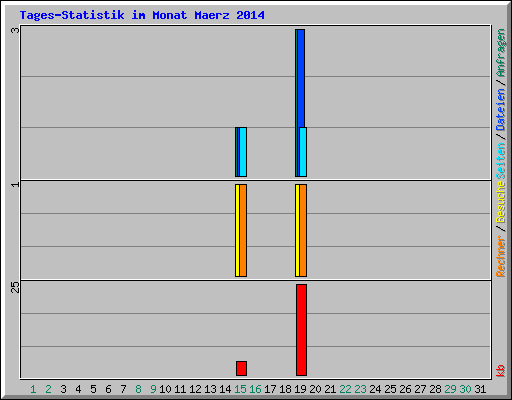 Tages-Statistik im Monat Maerz 2014
3
1
25
Rechner / Besuche Seiten / Dateien / Anfragen
kb
1 2 3 4 5 6 7 8 9 10 11 12 13 14 15 16 17 18 19 20 21 22 23 24 25 26 27 28 29 30 31